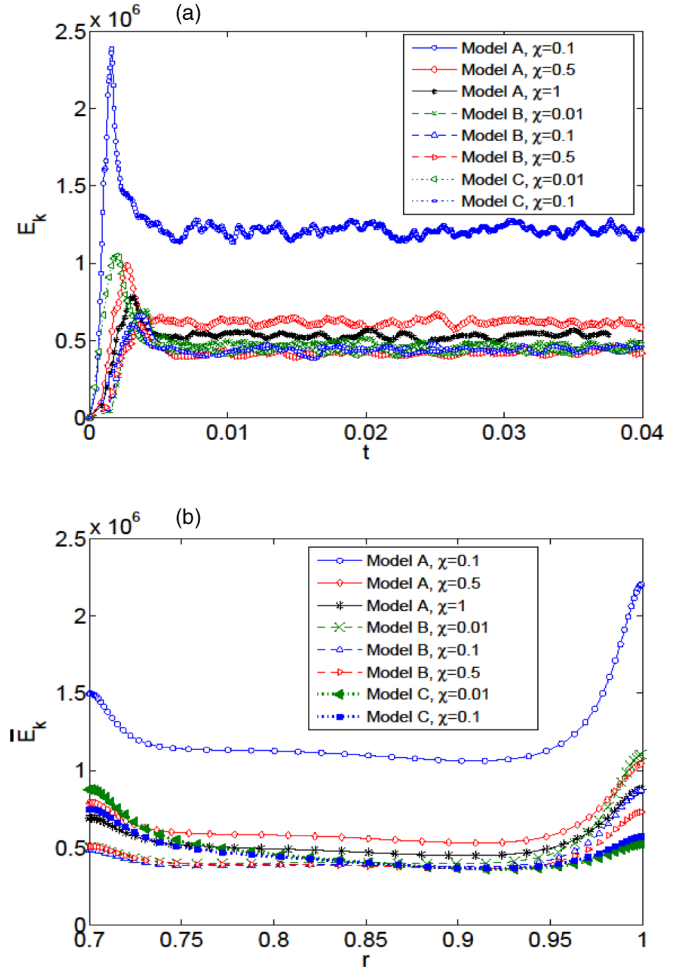 (a)
× 10^6
2.5
2
1.5
1
0.5
0
E_k
Model A, χ=0.1
Model A, χ=0.5
Model A, χ=1
Model B, χ=0.01
Model B, χ=0.1
Model B, χ=0.5
Model C, χ=0.01
Model C, χ=0.1
0 0.01 0.02 0.03 0.04
t
(b)
× 10^6
2.5
2
1.5
1
0.5
0
Ē_k
Model A, χ=0.1
Model A, χ=0.5
Model A, χ=1
Model B, χ=0.01
Model B, χ=0.1
Model B, χ=0.5
Model C, χ=0.01
Model C, χ=0.1
0.7 0.75 0.8 0.85 0.9 0.95 1
r